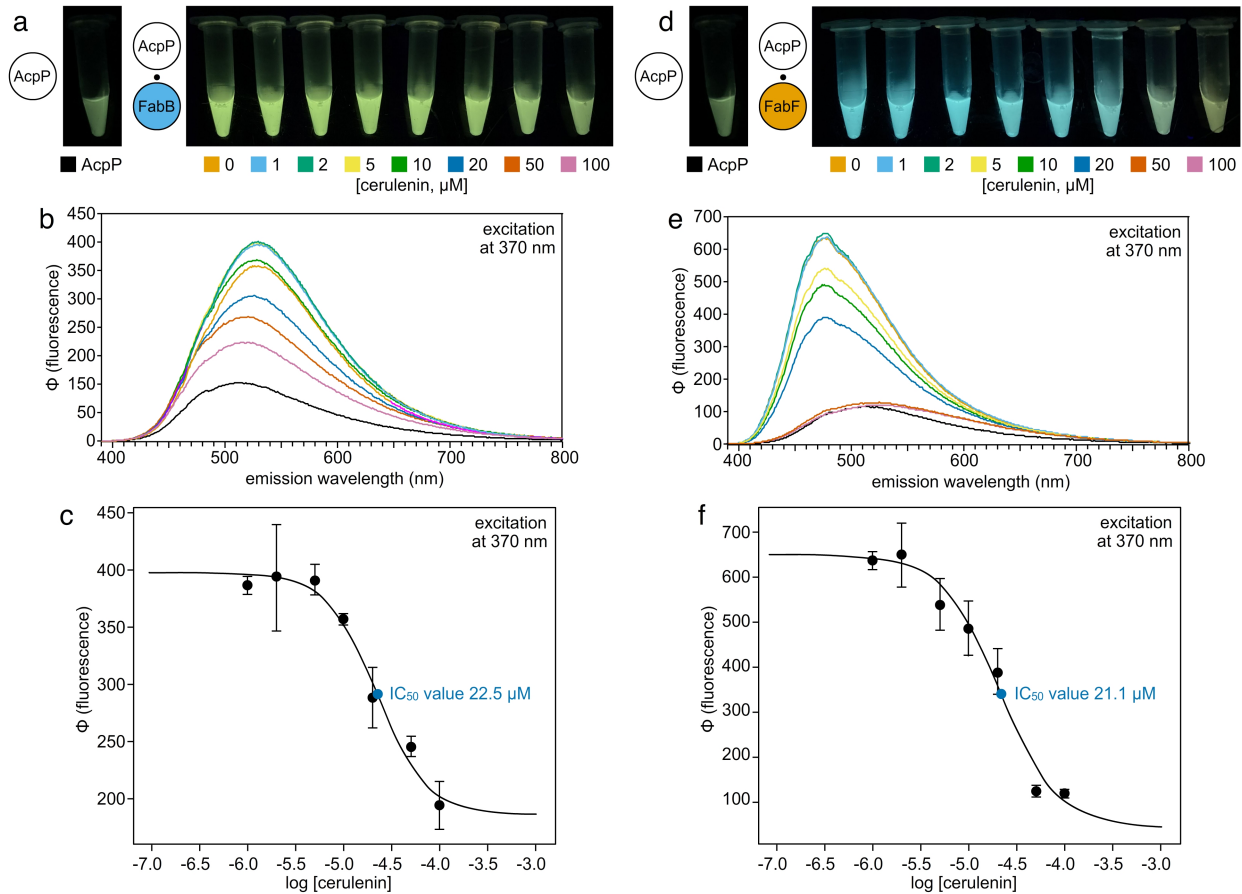 a
AcpP
AcpP
FabB
AcpP
0
1
2
5
10
20
50
100
[cerulenin, µM]
b
excitation
at 370 nm
Φ (fluorescence)
450
400
350
300
250
200
150
100
50
0
400
500
600
700
800
emission wavelength (nm)
c
excitation
at 370 nm
Φ (fluorescence)
450
400
350
300
250
200
IC₅₀ value 22.5 µM
-7.0
-6.5
-6.0
-5.5
-5.0
-4.5
-4.0
-3.5
-3.0
log [cerulenin]
d
AcpP
AcpP
FabF
AcpP
0
1
2
5
10
20
50
100
[cerulenin, µM]
e
excitation
at 370 nm
Φ (fluorescence)
700
600
500
400
300
200
100
0
400
500
600
700
800
emission wavelength (nm)
f
excitation
at 370 nm
Φ (fluorescence)
700
600
500
400
300
200
100
IC₅₀ value 21.1 µM
-7.0
-6.5
-6.0
-5.5
-5.0
-4.5
-4.0
-3.5
-3.0
log [cerulenin]